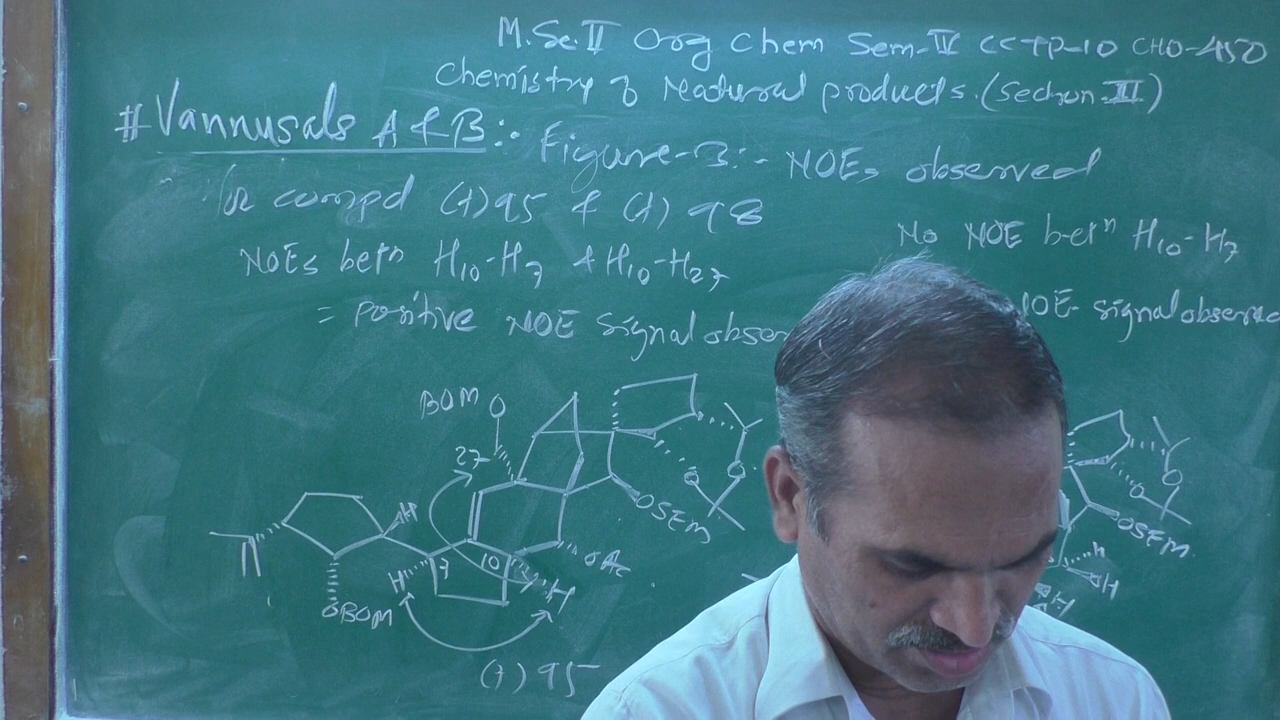 M.Sc.II Org Chem Sem-IV CCTP-10 CHO-450
Chemistry of Natural products. (Section-II)
# Vannusals A & B :- Figure-3:- NOEs observed
for compd (±) 95 & (±) 98
NOEs betn H10-H7 & H10-H27
= positive NOE signal obser
No NOE betn H10-H7
NOE signal observe
BOM O
27
H
O
O
OSEM
OAc
H 7
10
H
OBOM
(±) 95
O
O
OSEM
H
OH
H